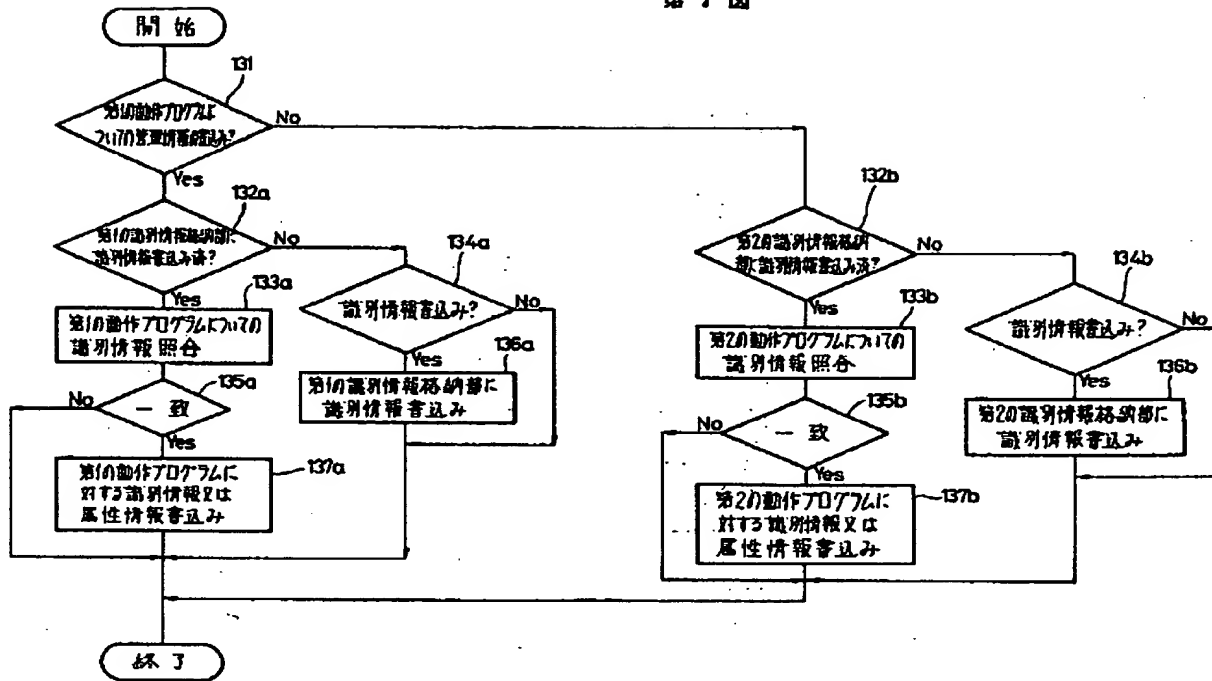 第7図
開始
131
第1の動作プログラムに
ついての管理情報書込み?
No
Yes
132a
第1の識別情報格納部に
識別情報書込み済?
No
Yes
134a
識別情報書込み?
No
Yes
133a
第1の動作プログラムについての
識別情報照合
136a
第1の識別情報格納部に
識別情報書込み
135a
一致
No
Yes
137a
第1の動作プログラムに
対する識別情報又は
属性情報書込み
132b
第2の識別情報格納
部に識別情報書込み済?
No
Yes
134b
識別情報書込み?
No
Yes
133b
第2の動作プログラムについての
識別情報照合
136b
第2の識別情報格納部に
識別情報書込み
135b
一致
No
Yes
137b
第2の動作プログラムに
対する識別情報又は
属性情報書込み
終了